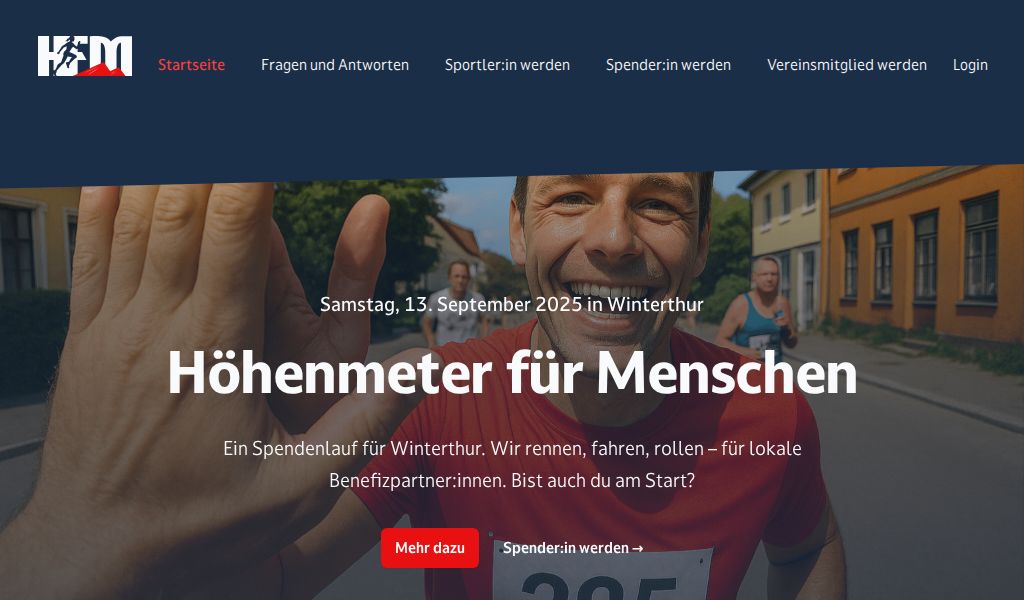 HFM
Startseite
Fragen und Antworten
Sportler:in werden
Spender:in werden
Vereinsmitglied werden
Login
Samstag, 13. September 2025 in Winterthur
Höhenmeter für Menschen
Ein Spendenlauf für Winterthur. Wir rennen, fahren, rollen – für lokale
Benefizpartner:innen. Bist auch du am Start?
Mehr dazu
Spender:in werden →
285